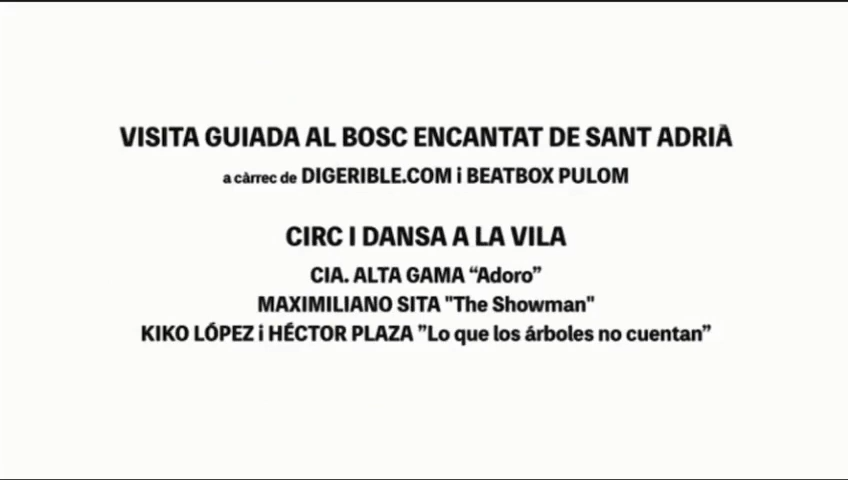 VISITA GUIADA AL BOSC ENCANTAT DE SANT ADRIÀ
a càrrec de DIGERIBLE.COM i BEATBOX PULOM
CIRC I DANSA A LA VILA
CIA. ALTA GAMA “Adoro”
MAXIMILIANO SITA "The Showman"
KIKO LÓPEZ i HÉCTOR PLAZA ”Lo que los árboles no cuentan”